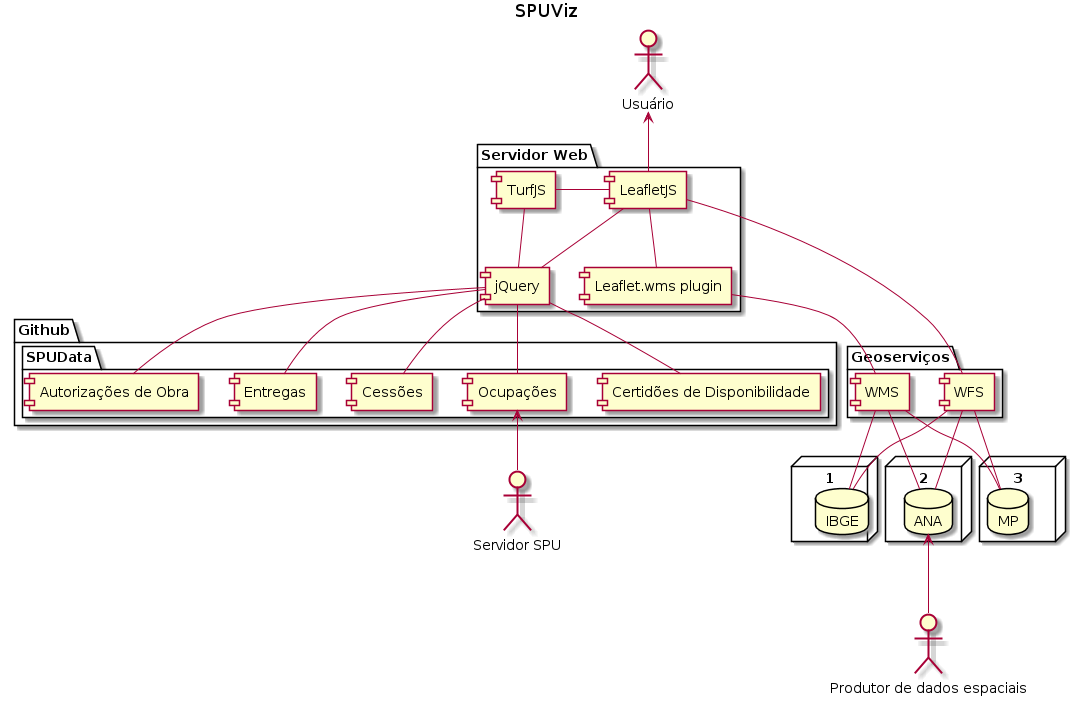 SPUViz
Usuário
Servidor Web
TurfJS
LeafletJS
jQuery
Leaflet.wms plugin
Github
SPUData
Autorizações de Obra
Entregas
Cessões
Ocupações
Certidões de Disponibilidade
Geoserviços
WMS
WFS
1
2
3
IBGE
ANA
MP
Servidor SPU
Produtor de dados espaciais